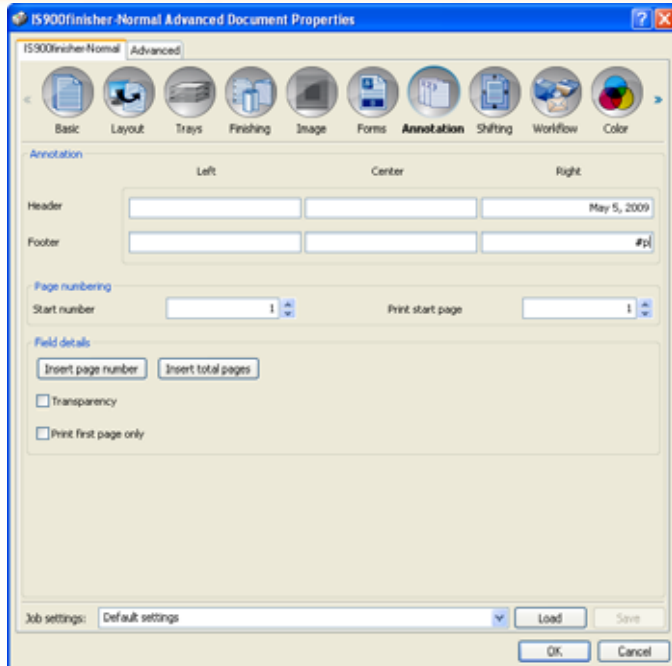 IS900finisher-Normal Advanced Document Properties
IS900finisher-Normal Advanced
Basic Layout Trays Finishing Image Forms Annotation Shifting Workflow Color
Annotation
Left Center Right
Header May 5, 2009
Footer #p
Page numbering
Start number 1 Print start page 1
Field details
Insert page number Insert total pages
Transparency
Print first page only
Job settings: Default settings Load Save
OK Cancel